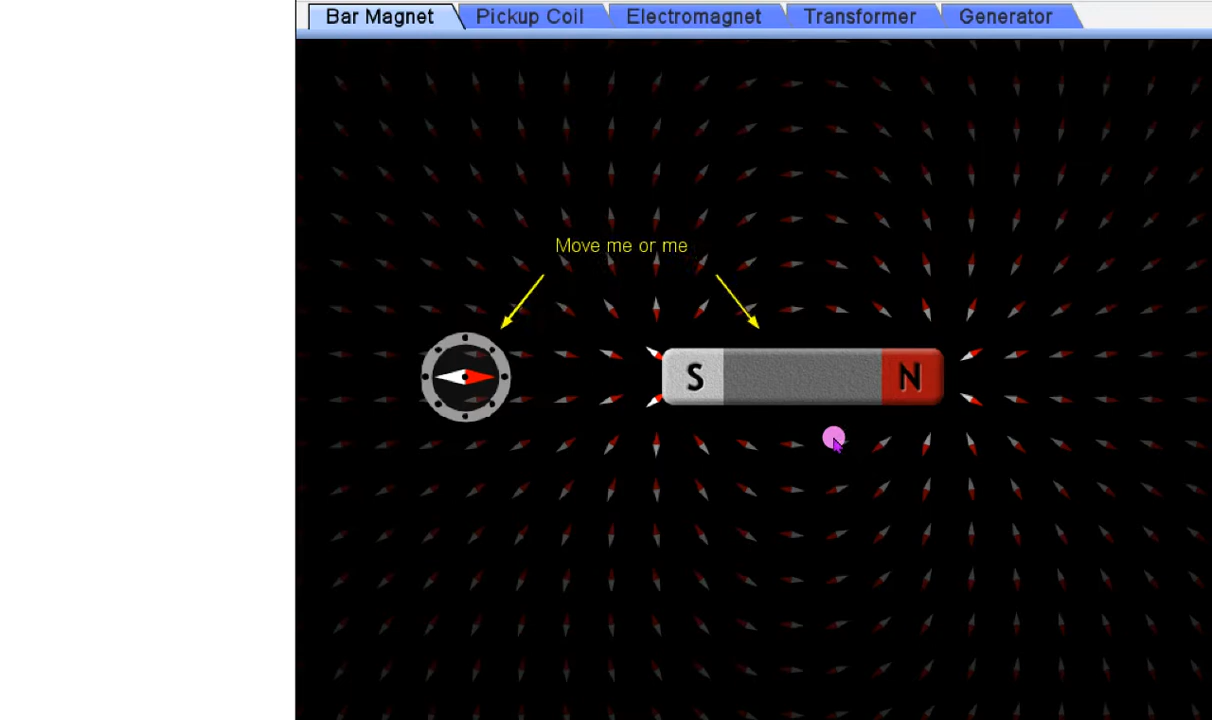 Bar Magnet Pickup Coil Electromagnet Transformer Generator
Move me or me
S N